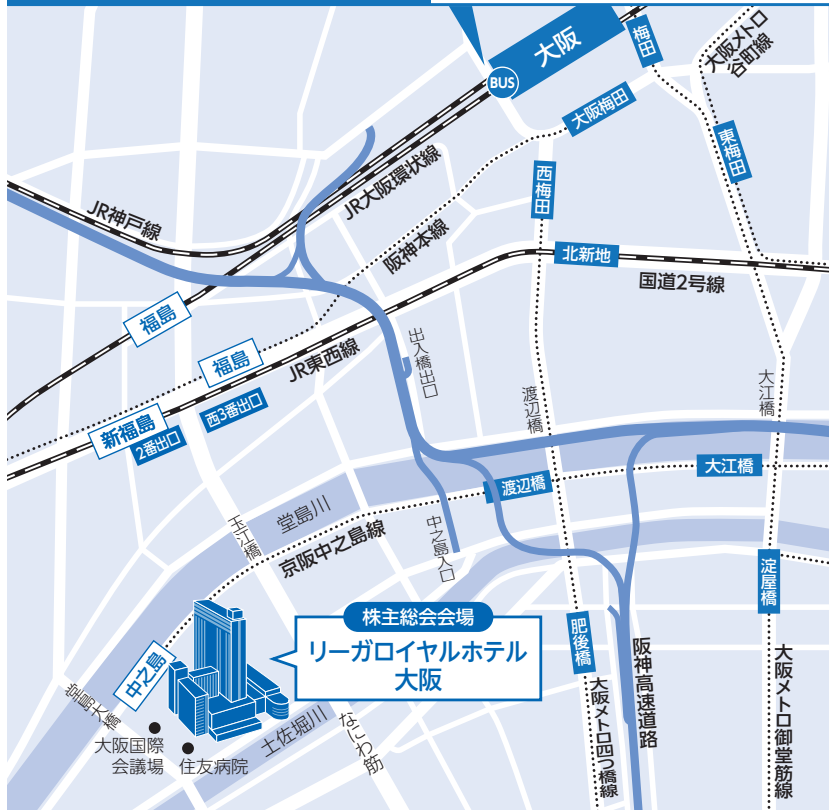 大阪
BUS
梅田
大阪メトロ
谷町線
大阪梅田
東梅田
西梅田
JR神戸線
JR大阪環状線
阪神本線
北新地
国道2号線
福島
福島
JR東西線
出入橋出口
新福島
西3番出口
2番出口
渡辺橋
大江橋
大江橋
渡辺橋
堂島川
玉江橋
京阪中之島線
中之島入口
淀屋橋
株主総会会場
リーガロイヤルホテル
大阪
肥後橋
阪神高速道路
中之島
堂島大橋
土佐堀川
なにわ筋
大阪メトロ四つ橋線
大阪メトロ御堂筋線
大阪国際
会議場
住友病院